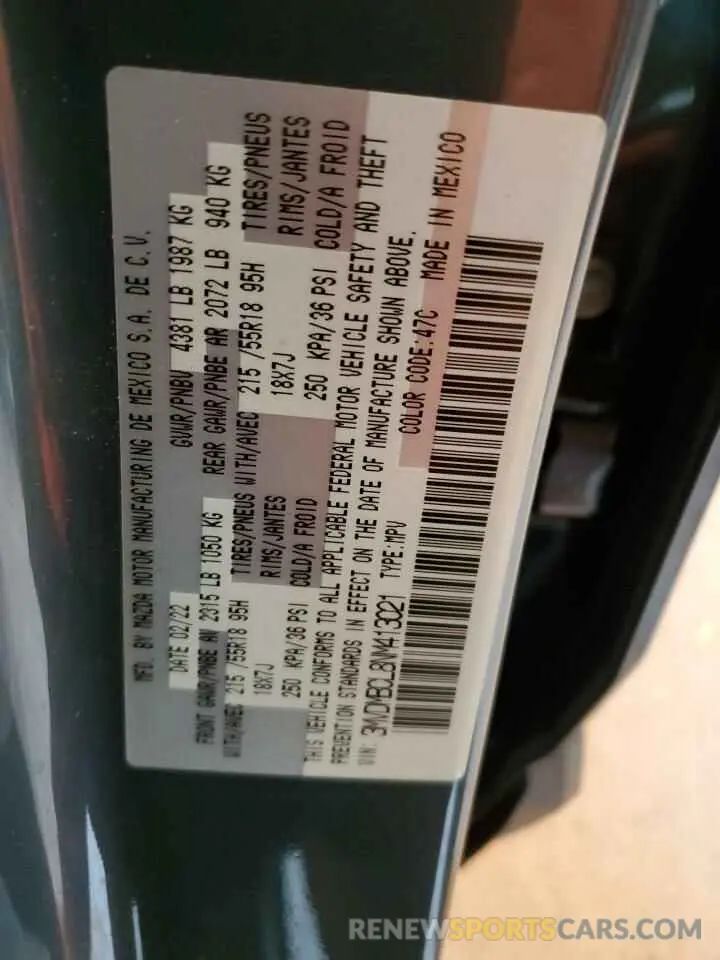 MFD. BY MAZDA MOTOR MANUFACTURING DE MEXICO S.A. DE C.V.
DATE 02/22 GVWR/PNBV 4381 LB 1987 KG
FRONT GAWR/PNBE AV 2315 LB 1050 KG REAR GAWR/PNBE AR 2072 LB 940 KG
WITH/AVEC 215 /55R18 95H TIRES/PNEUS WITH/AVEC 215 /55R18 95H TIRES/PNEUS
18X7J RIMS/JANTES 18X7J RIMS/JANTES
250 KPA/36 PSI COLD/A FROID 250 KPA/36 PSI COLD/A FROID
THIS VEHICLE CONFORMS TO ALL APPLICABLE FEDERAL MOTOR VEHICLE SAFETY AND THEFT
PREVENTION STANDARDS IN EFFECT ON THE DATE OF MANUFACTURE SHOWN ABOVE.
VIN: 3MVDMBCL8NM413021 TYPE:MPV COLOR CODE:47C MADE IN MEXICO
RENEWSPORTSCARS.COM